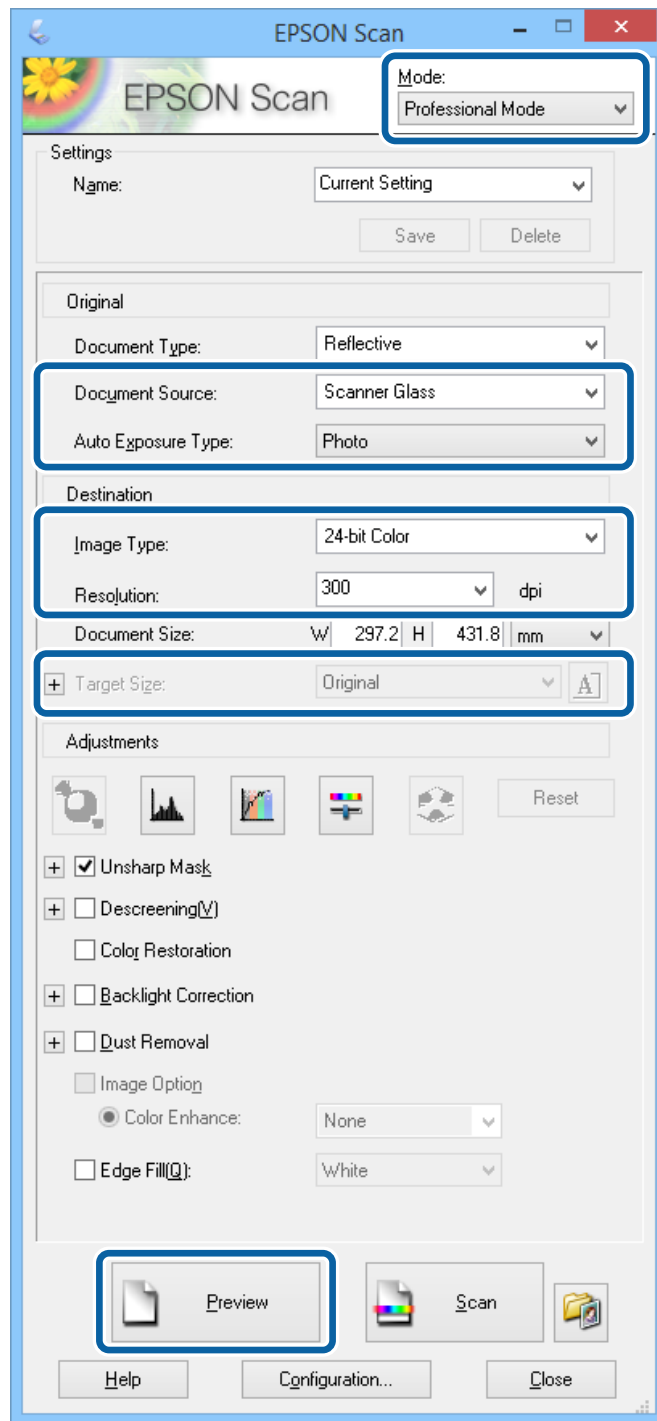 EPSON Scan
EPSON Scan
Mode:
Professional Mode
Settings
Name:
Current Setting
Save
Delete
Original
Document Type:
Reflective
Document Source:
Scanner Glass
Auto Exposure Type:
Photo
Destination
Image Type:
24-bit Color
Resolution:
300
dpi
Document Size:
W 297.2 H 431.8 mm
+ Target Size:
Original
A
Adjustments
Reset
+ Unsharp Mask
+ Descreening(V)
Color Restoration
+ Backlight Correction
+ Dust Removal
Image Option
Color Enhance:
None
Edge Fill(Q):
White
Preview
Scan
Help
Configuration...
Close